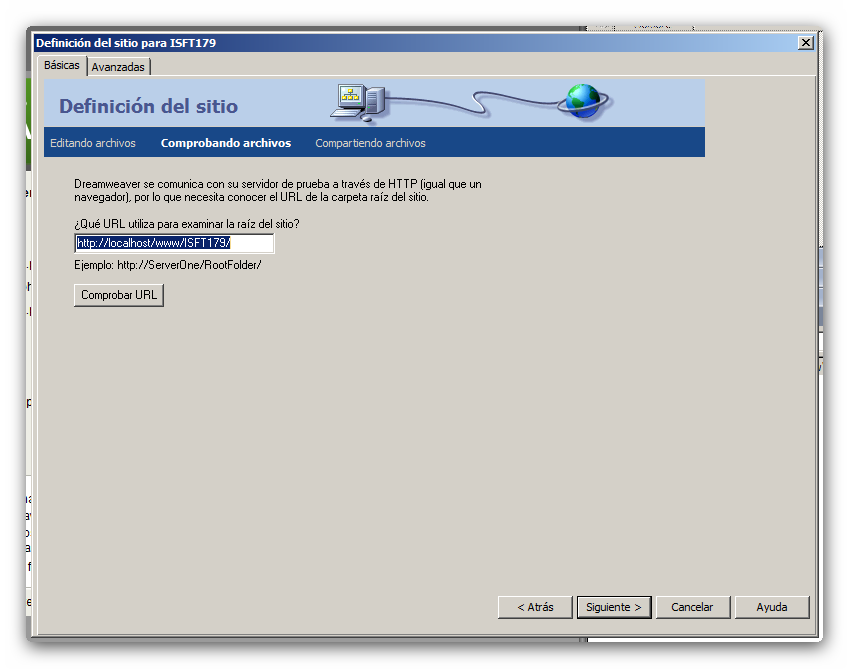 Definición del sitio para ISFT179
Básicas Avanzadas
Definición del sitio
Editando archivos Comprobando archivos Compartiendo archivos
Dreamweaver se comunica con su servidor de prueba a través de HTTP (igual que un
navegador), por lo que necesita conocer el URL de la carpeta raíz del sitio.
¿Qué URL utiliza para examinar la raíz del sitio?
http://localhost/www/ISFT179/
Ejemplo: http://ServerOne/RootFolder/
Comprobar URL
< Atrás Siguiente > Cancelar Ayuda